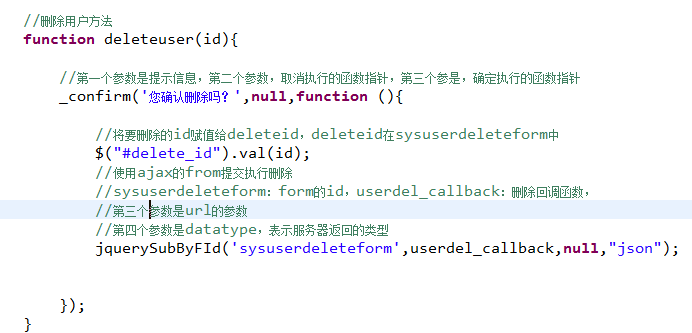 //删除用户方法
function deleteuser(id){
//第一个参数是提示信息，第二个参数，取消执行的函数指针，第三个参是，确定执行的函数指针
_confirm('您确认删除吗？',null,function (){
//将要删除的id赋值给deleteid，deleteid在sysuserdeleteform中
$("#delete_id").val(id);
//使用ajax的from提交执行删除
//sysuserdeleteform：form的id，userdel_callback：删除回调函数，
//第三个参数是url的参数
//第四个参数是datatype，表示服务器返回的类型
jquerySubByFId('sysuserdeleteform',userdel_callback,null,"json");
});
}